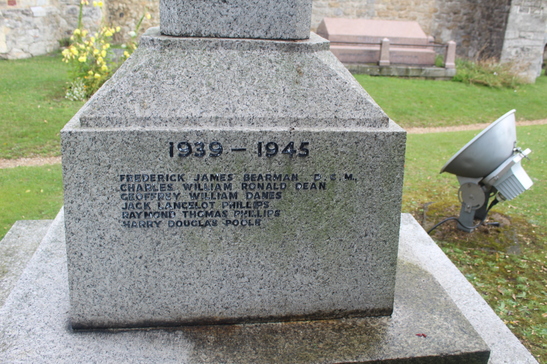 1939 – 1945
FREDERICK JAMES BEARMAN D.C.M.,
CHARLES WILLIAM RONALD DEAN
GEOFFREY WILLIAM DANES
JACK LANCELOT PHILLIPS
RAYMOND THOMAS PHILLIPS
HARRY DOUGLAS POOLE